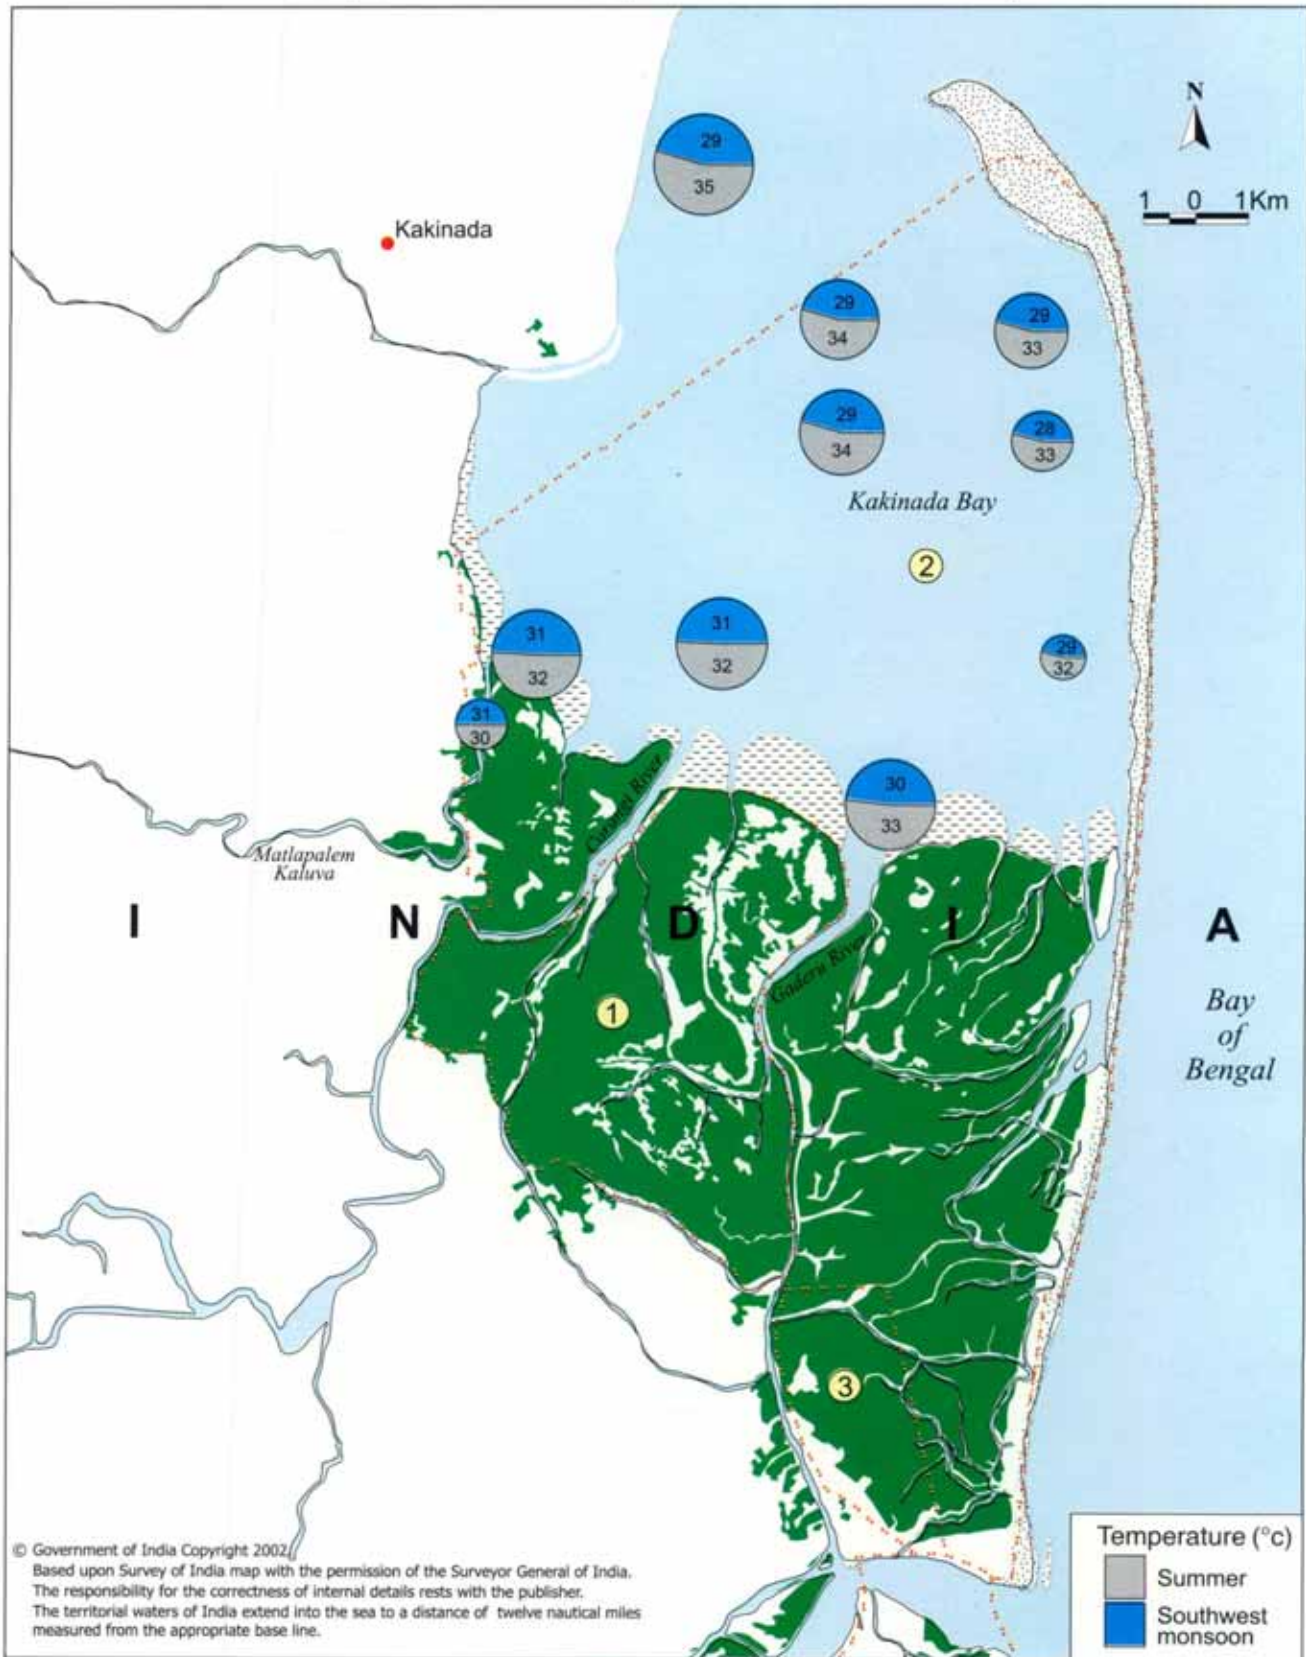 N
1 0 1Km
29
35
Kakinada
29
34
29
33
29
34
28
33
Kakinada Bay
2
31
32
31
32
29
32
31
30
30
33
Coringa River
Matlapalem
Kaluva
I N D I A
Gaderu River
Bay
of
Bengal
1
3
Temperature (°c)
Summer
Southwest
monsoon
© Government of India Copyright 2002
Based upon Survey of India map with the permission of the Surveyor General of India.
The responsibility for the correctness of internal details rests with the publisher.
The territorial waters of India extend into the sea to a distance of twelve nautical miles
measured from the appropriate base line.